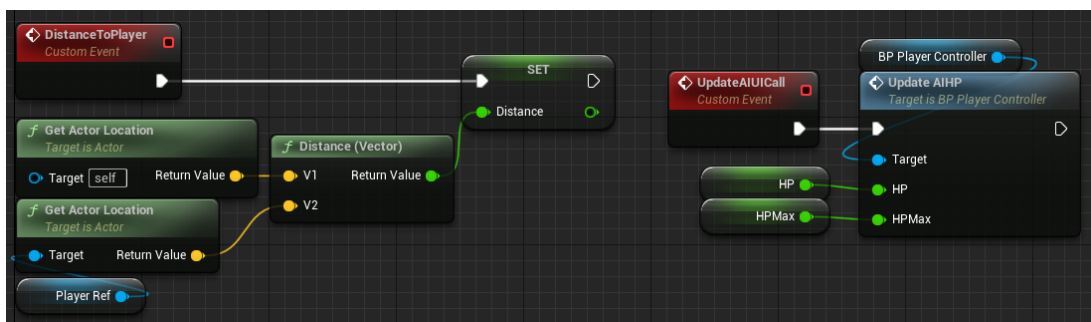 DistanceToPlayer
Custom Event
SET
Distance
f Get Actor Location
Target is Actor
Target self Return Value
f Distance (Vector)
V1 Return Value
V2
f Get Actor Location
Target is Actor
Target Return Value
Player Ref
BP Player Controller
UpdateAIUICall
Custom Event
Update AIHP
Target is BP Player Controller
Target
HP
HP
HPMax
HPMax